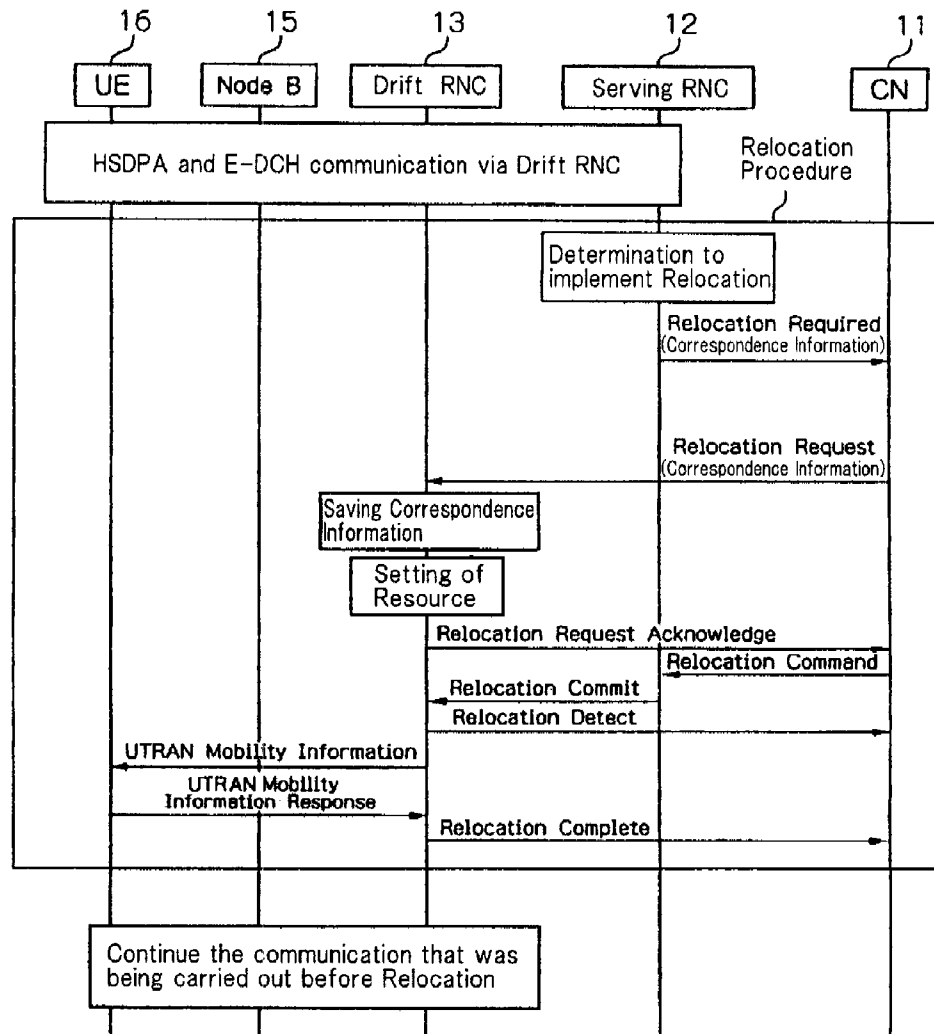 16 15 13 12 11
UE Node B Drift RNC Serving RNC CN
HSDPA and E-DCH communication via Drift RNC
Relocation
Procedure
Determination to
implement Relocation
Relocation Required
(Correspondence Information)
Relocation Request
(Correspondence Information)
Saving Correspondence
Information
Setting of
Resource
Relocation Request Acknowledge
Relocation Command
Relocation Commit
Relocation Detect
UTRAN Mobility Information
UTRAN Mobility
Information Response
Relocation Complete
Continue the communication that was
being carried out before Relocation